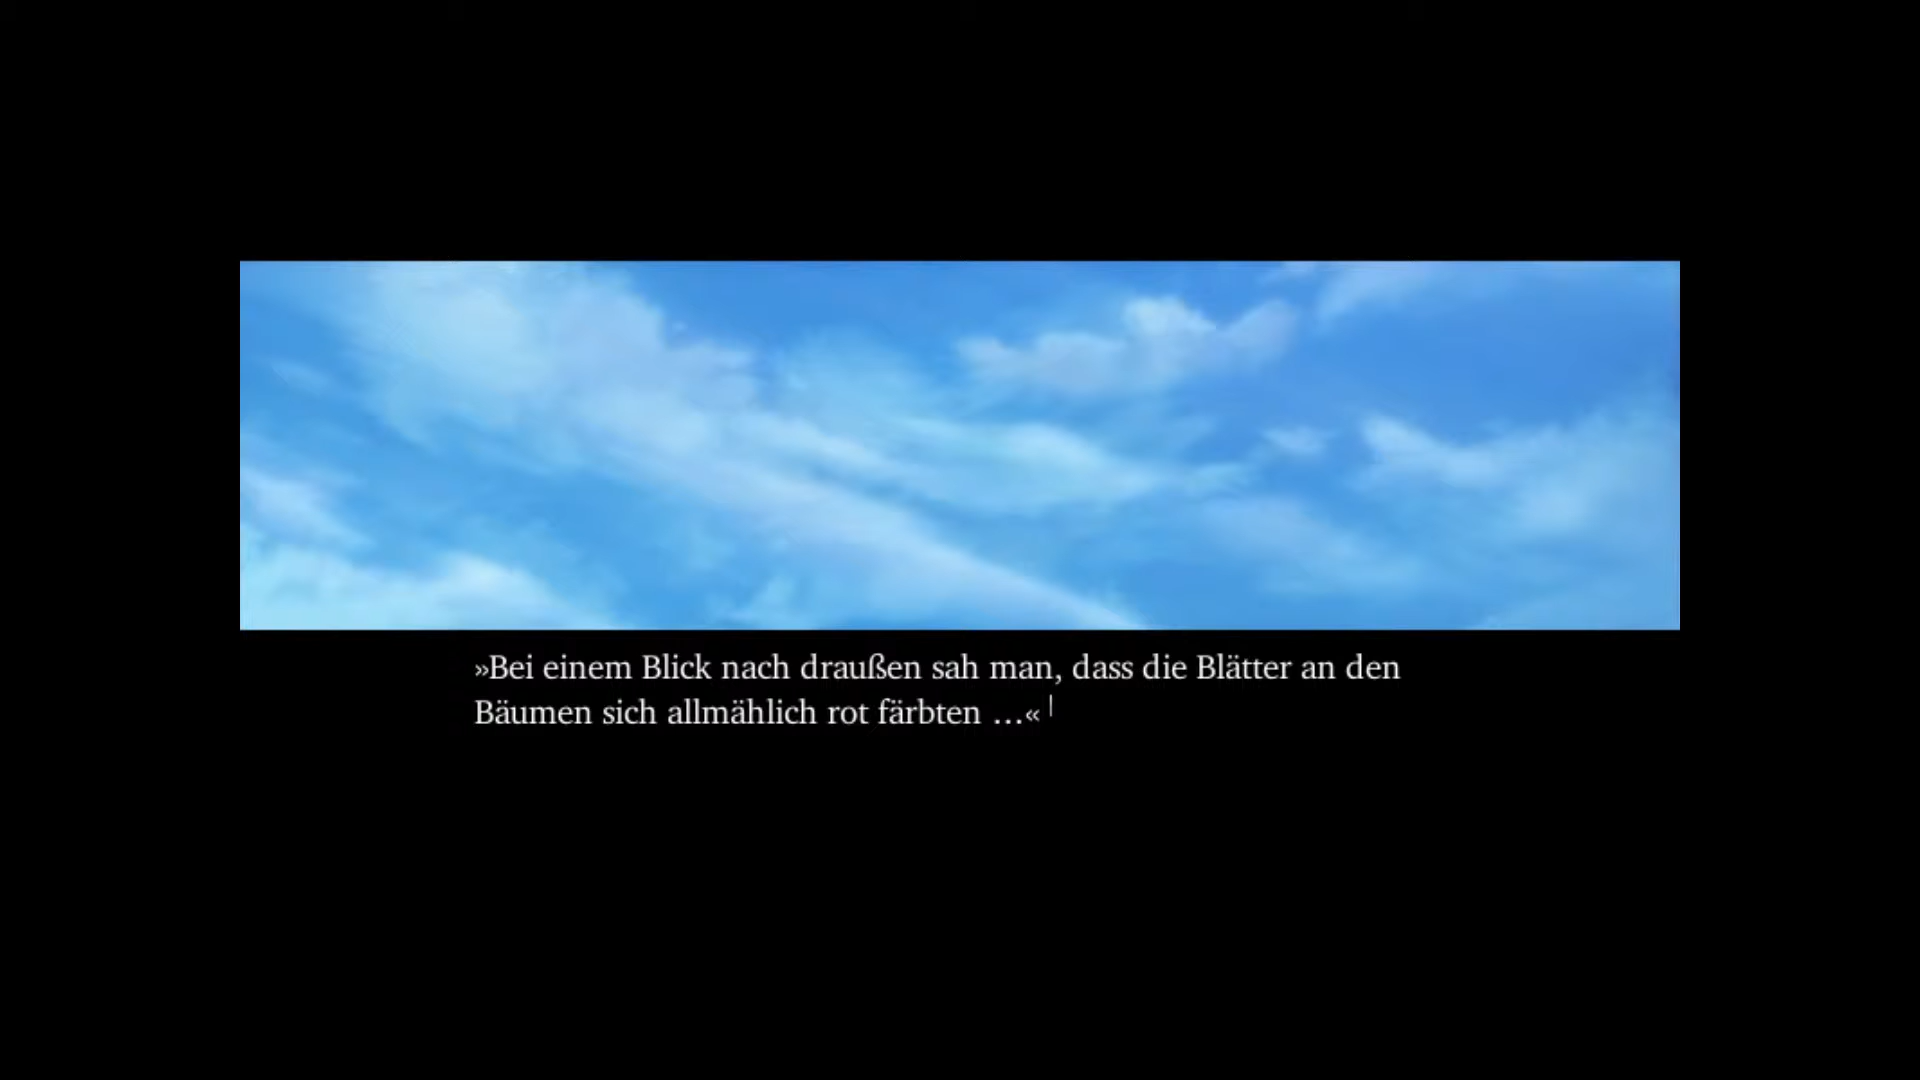 »Bei einem Blick nach draußen sah man, dass die Blätter an den
Bäumen sich allmählich rot färbten …«